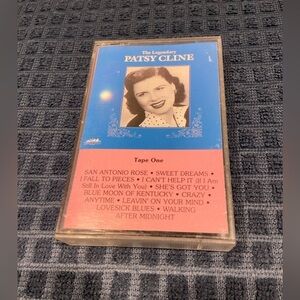 The Legendary
PATSY CLINE
Tape One
SAN ANTONIO ROSE • SWEET DREAMS •
I FALL TO PIECES • I CAN'T HELP IT (If I Am
Still In Love With You) • SHE'S GOT YOU •
BLUE MOON OF KENTUCKY • CRAZY •
ANYTIME • LEAVIN' ON YOUR MIND •
LOVESICK BLUES • WALKING
AFTER MIDNIGHT